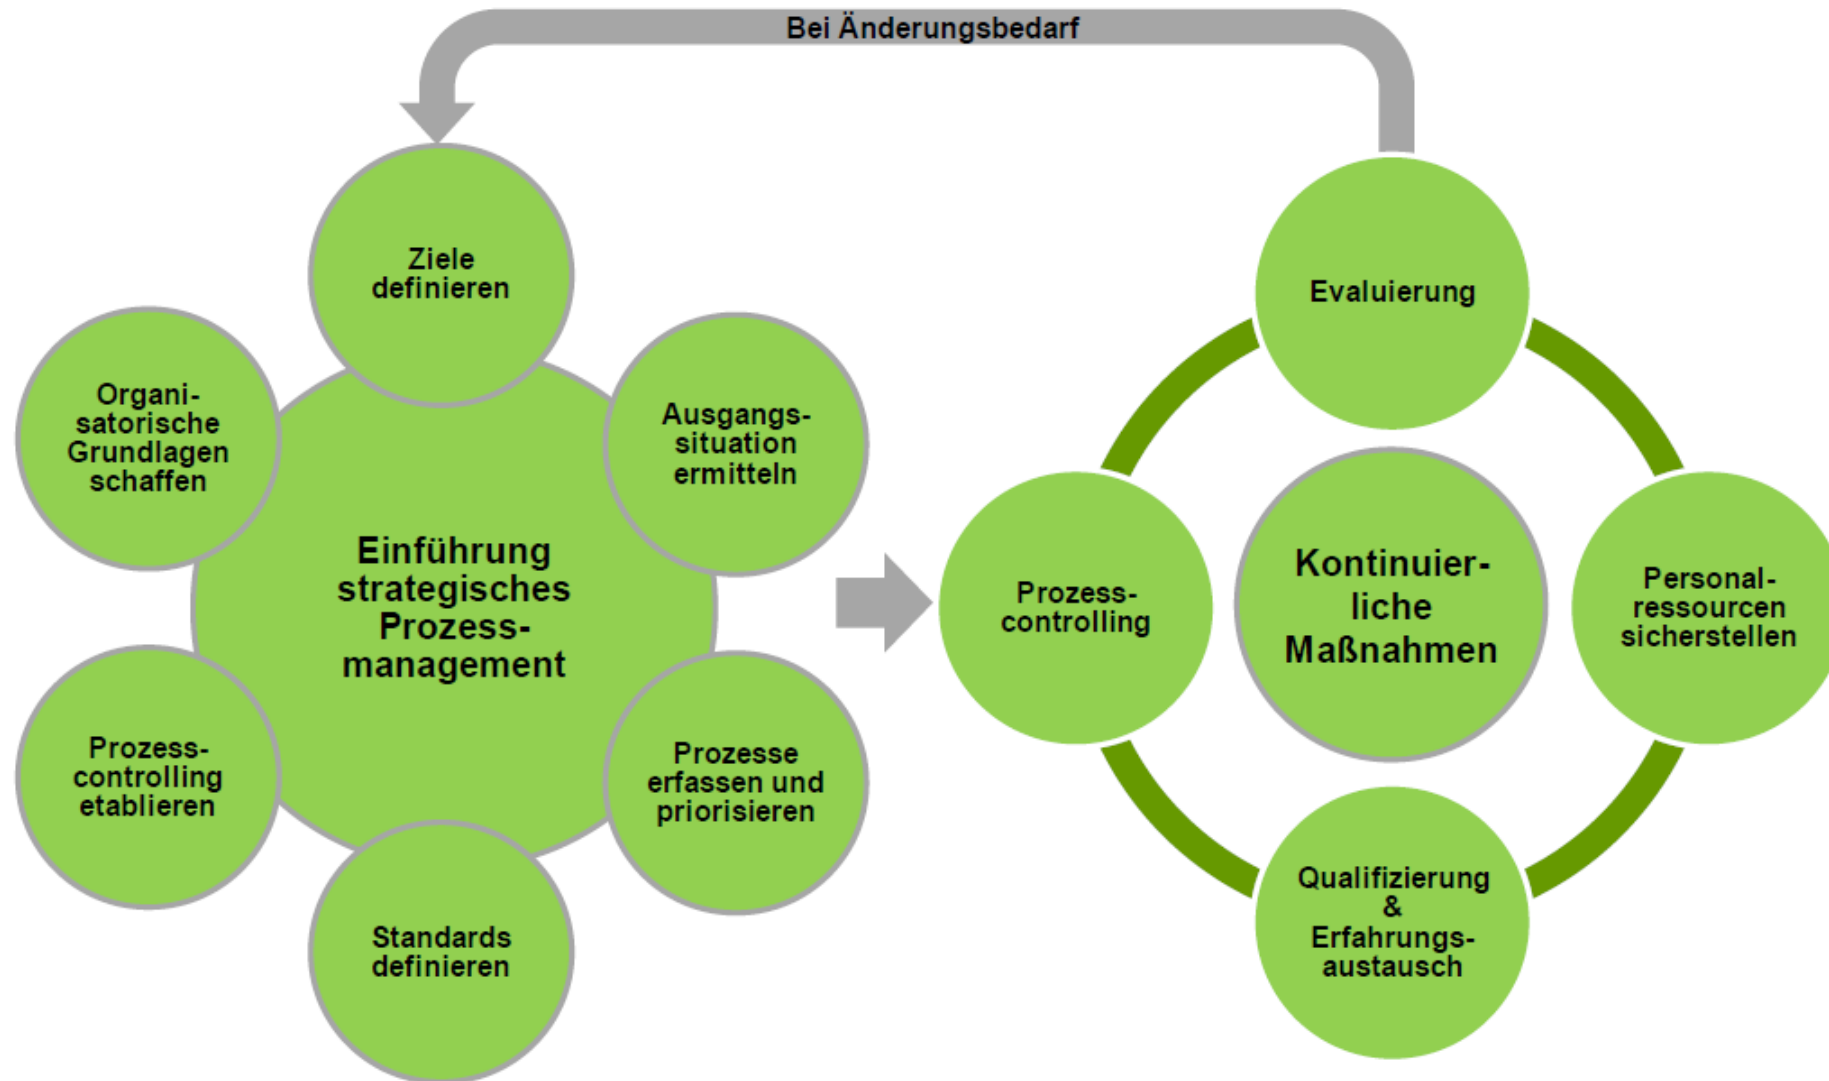 Bei Änderungsbedarf
Ziele
definieren
Ausgangs-
situation
ermitteln
Prozesse
erfassen und
priorisieren
Standards
definieren
Prozess-
controlling
etablieren
Organi-
satorische
Grundlagen
schaffen
Einführung
strategisches
Prozess-
management
Evaluierung
Personal-
ressourcen
sicherstellen
Qualifizierung
&
Erfahrungs-
austausch
Prozess-
controlling
Kontinuier-
liche
Maßnahmen